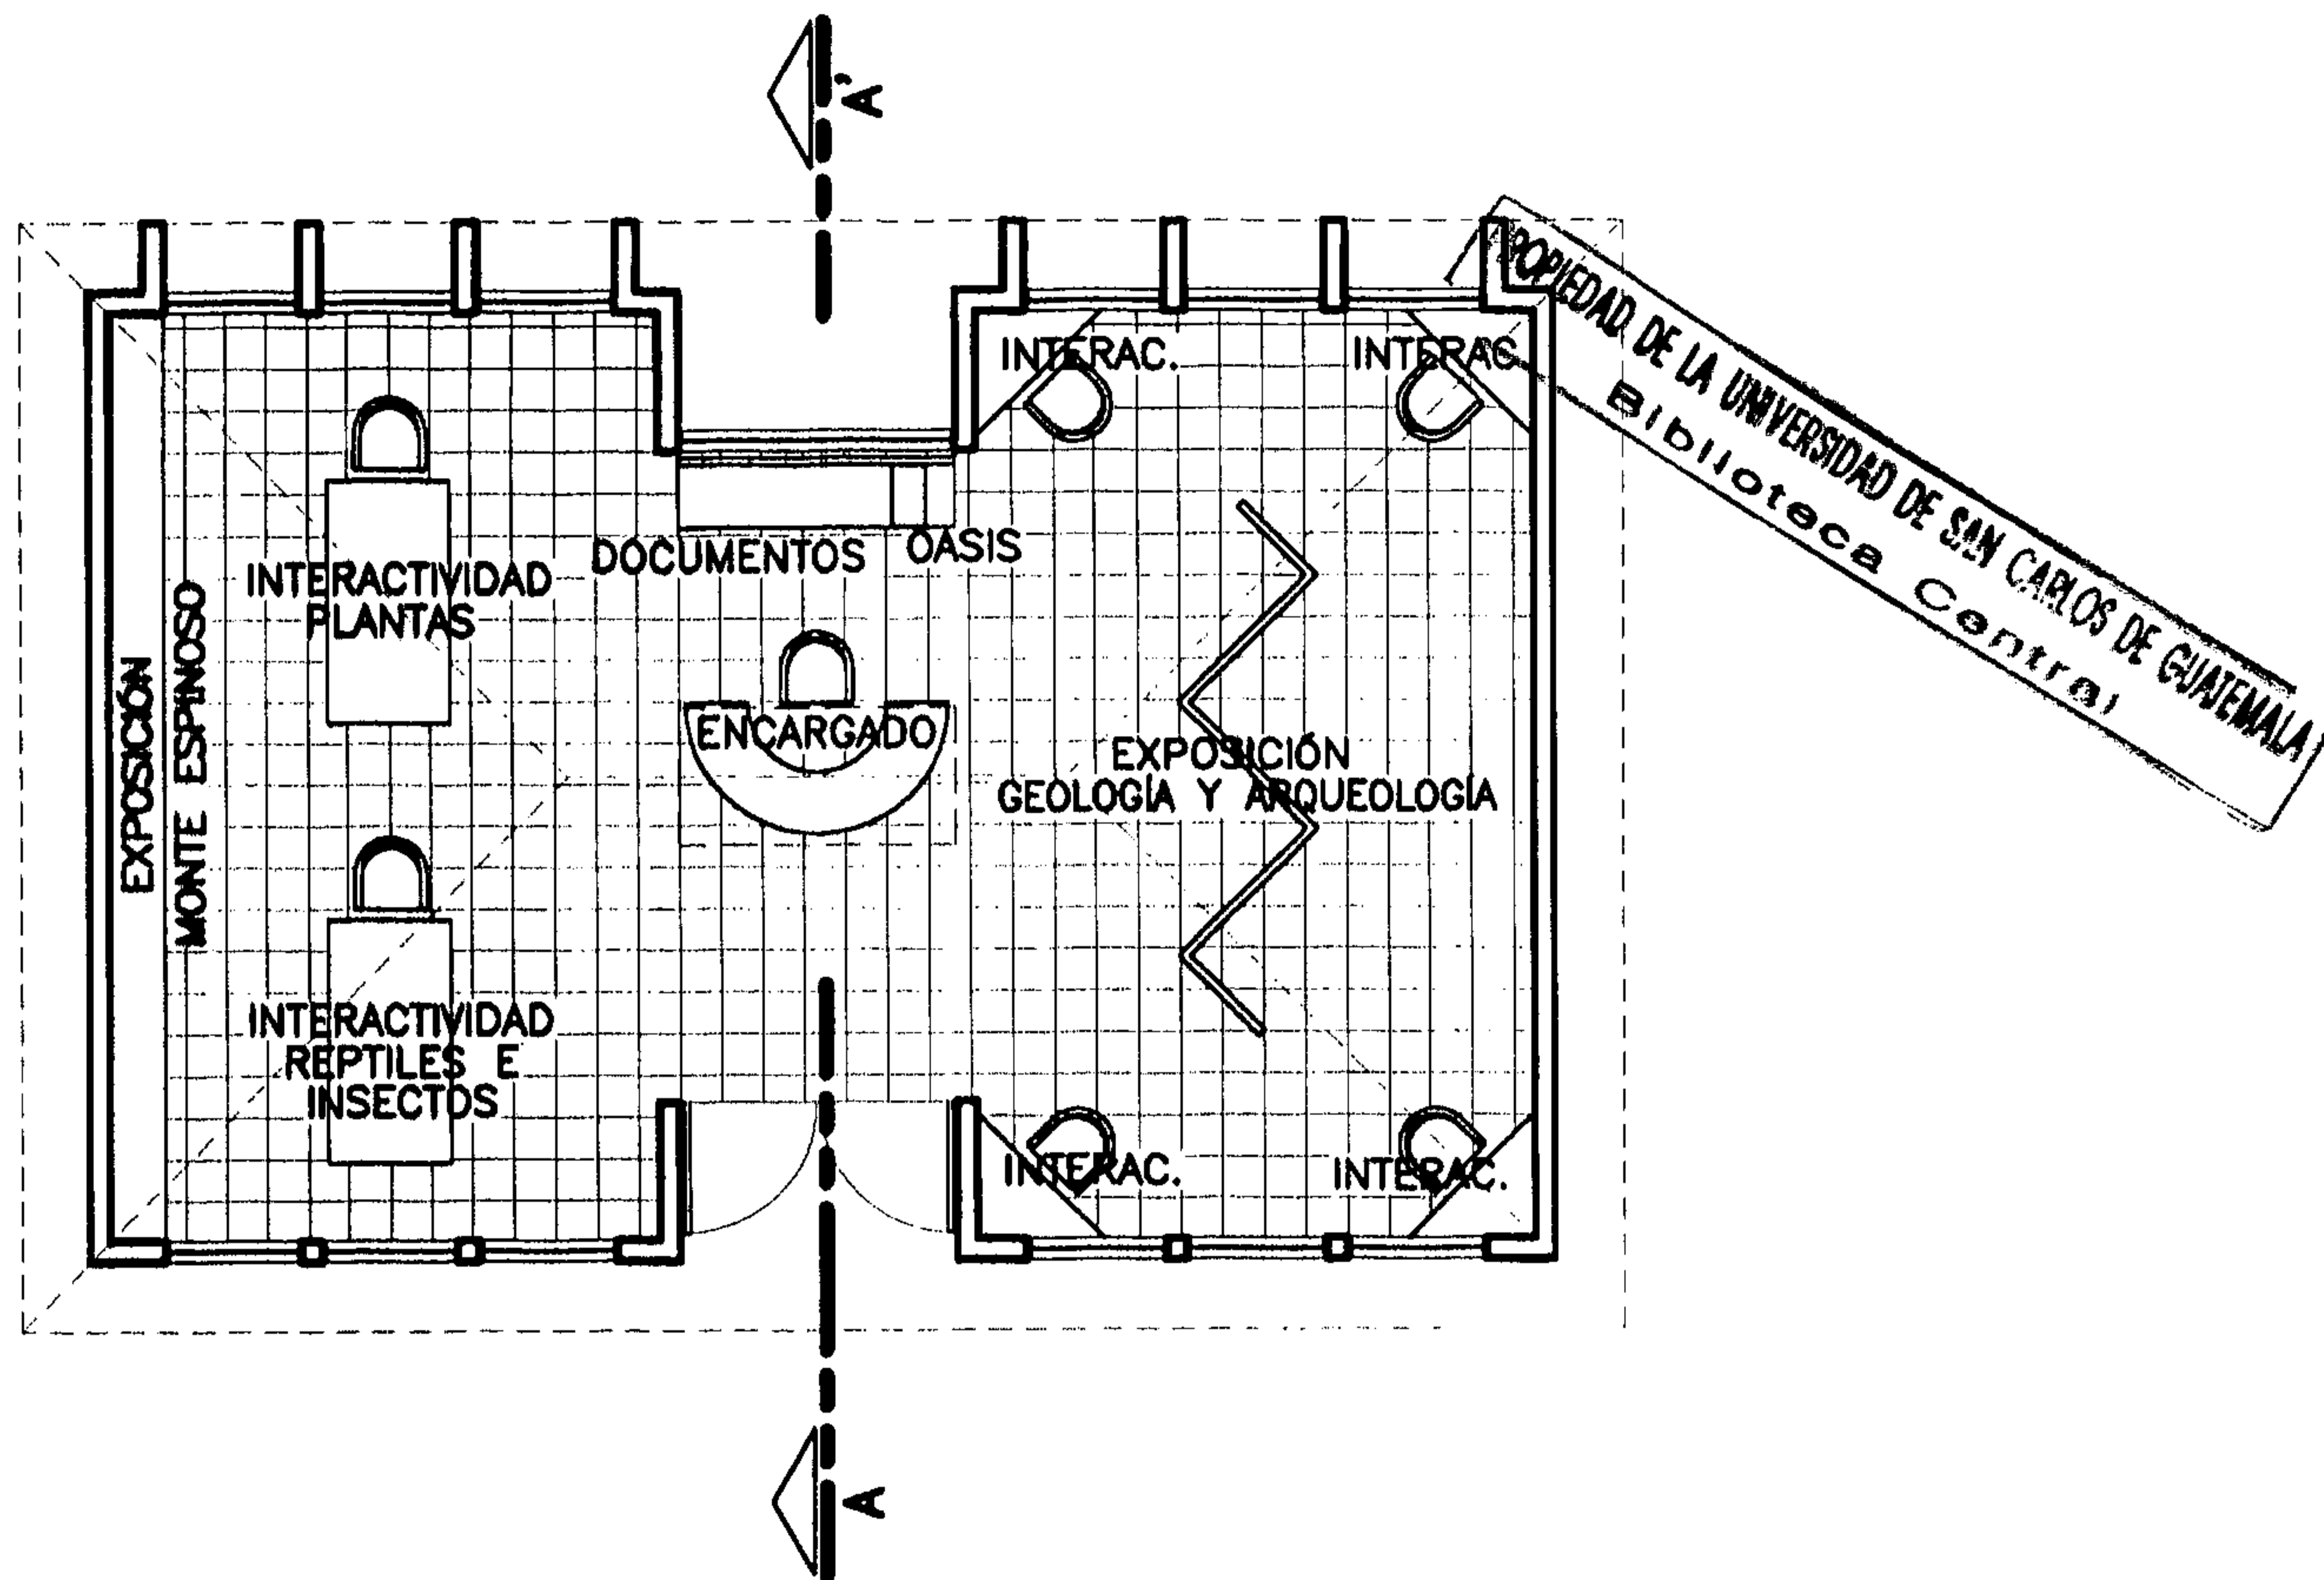 A'
PROPIEDAD DE LA UNIVERSIDAD DE SAN CARLOS DE GUATEMALA
Biblioteca Central
INTERAC.
INTERAC.
DOCUMENTOS
OASIS
INTERACTIVIDAD
PLANTAS
EXPOSICIÓN
MONTE ESPINOSO
ENCARGADO
EXPOSICIÓN
GEOLOGÍA Y ARQUEOLOGÍA
INTERACTIVIDAD
REPTILES E
INSECTOS
INTERAC.
INTERAC.
A